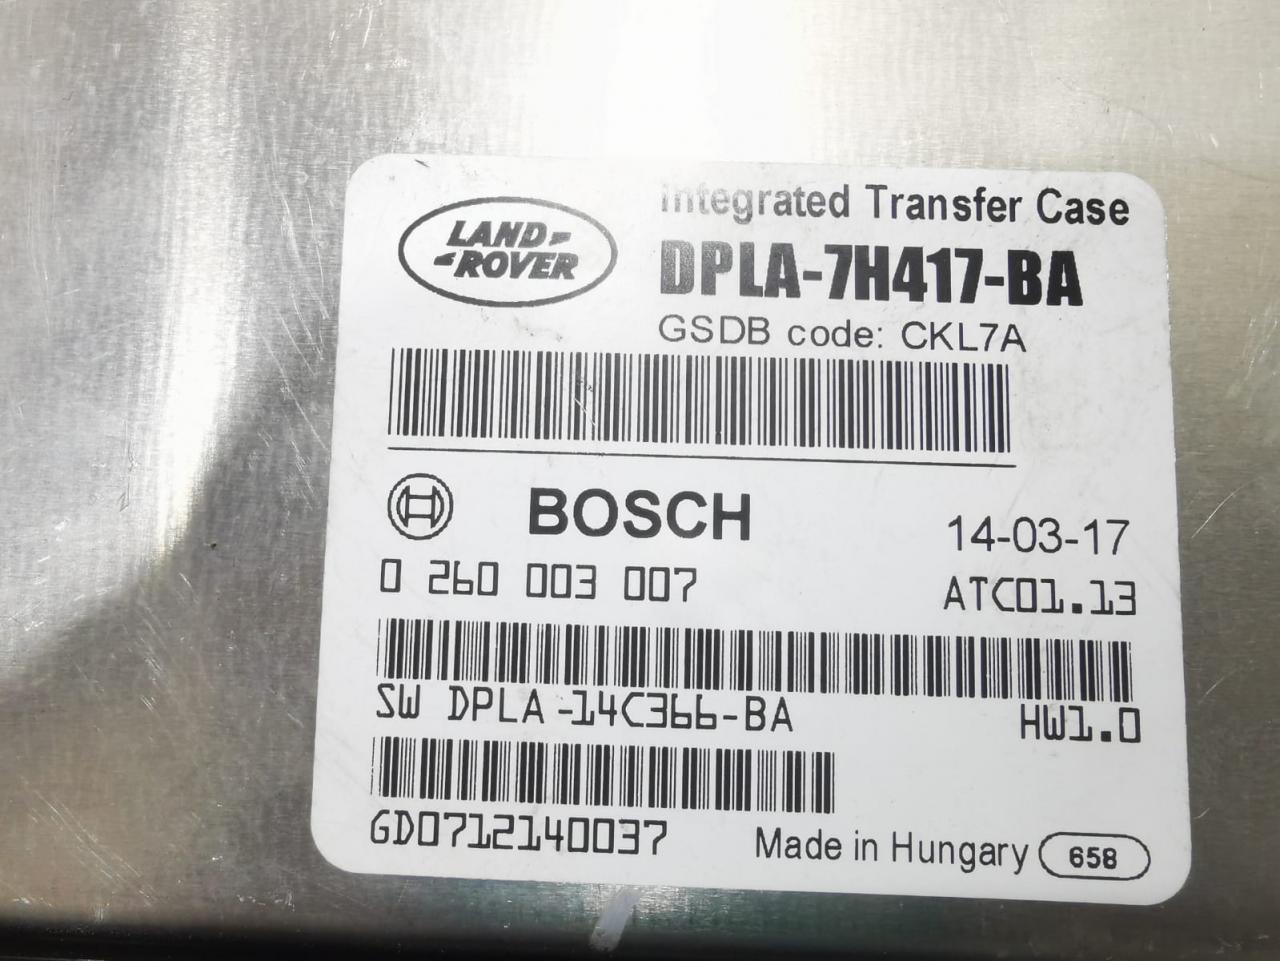 LAND
ROVER
Integrated Transfer Case
DPLA-7H417-BA
GSDB code: CKL7A
BOSCH
14-03-17
0 260 003 007
ATC01.13
SW DPLA-14C366-BA
HW1.0
GD0712140037
Made in Hungary
658